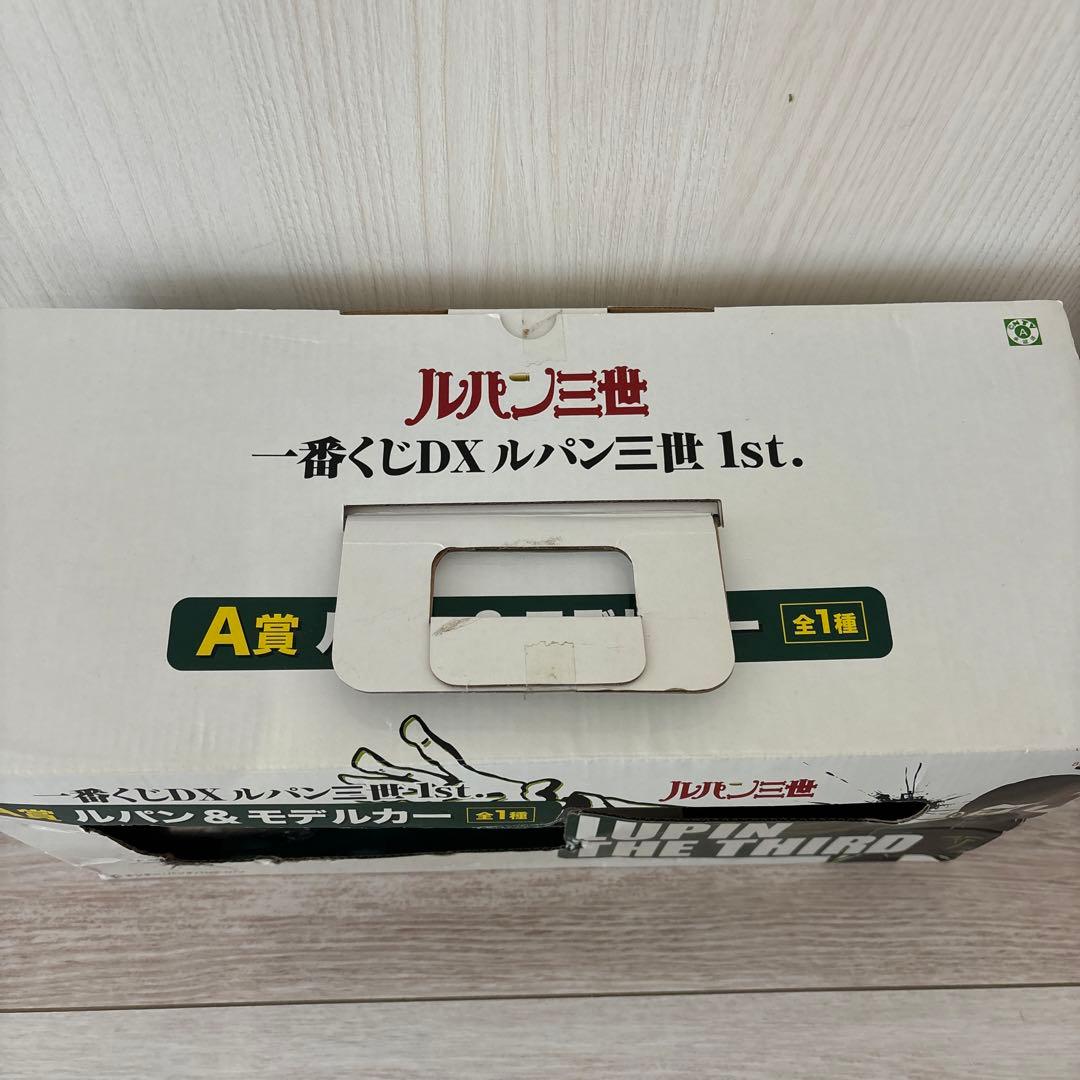 ルパン三世
一番くじDX ルパン三世 1st.
A賞
全1種
一番くじDX ルパン三世 1st.
ルパン三世
A賞 ルパン&モデルカー 全1種
LUPIN
THE THIRD